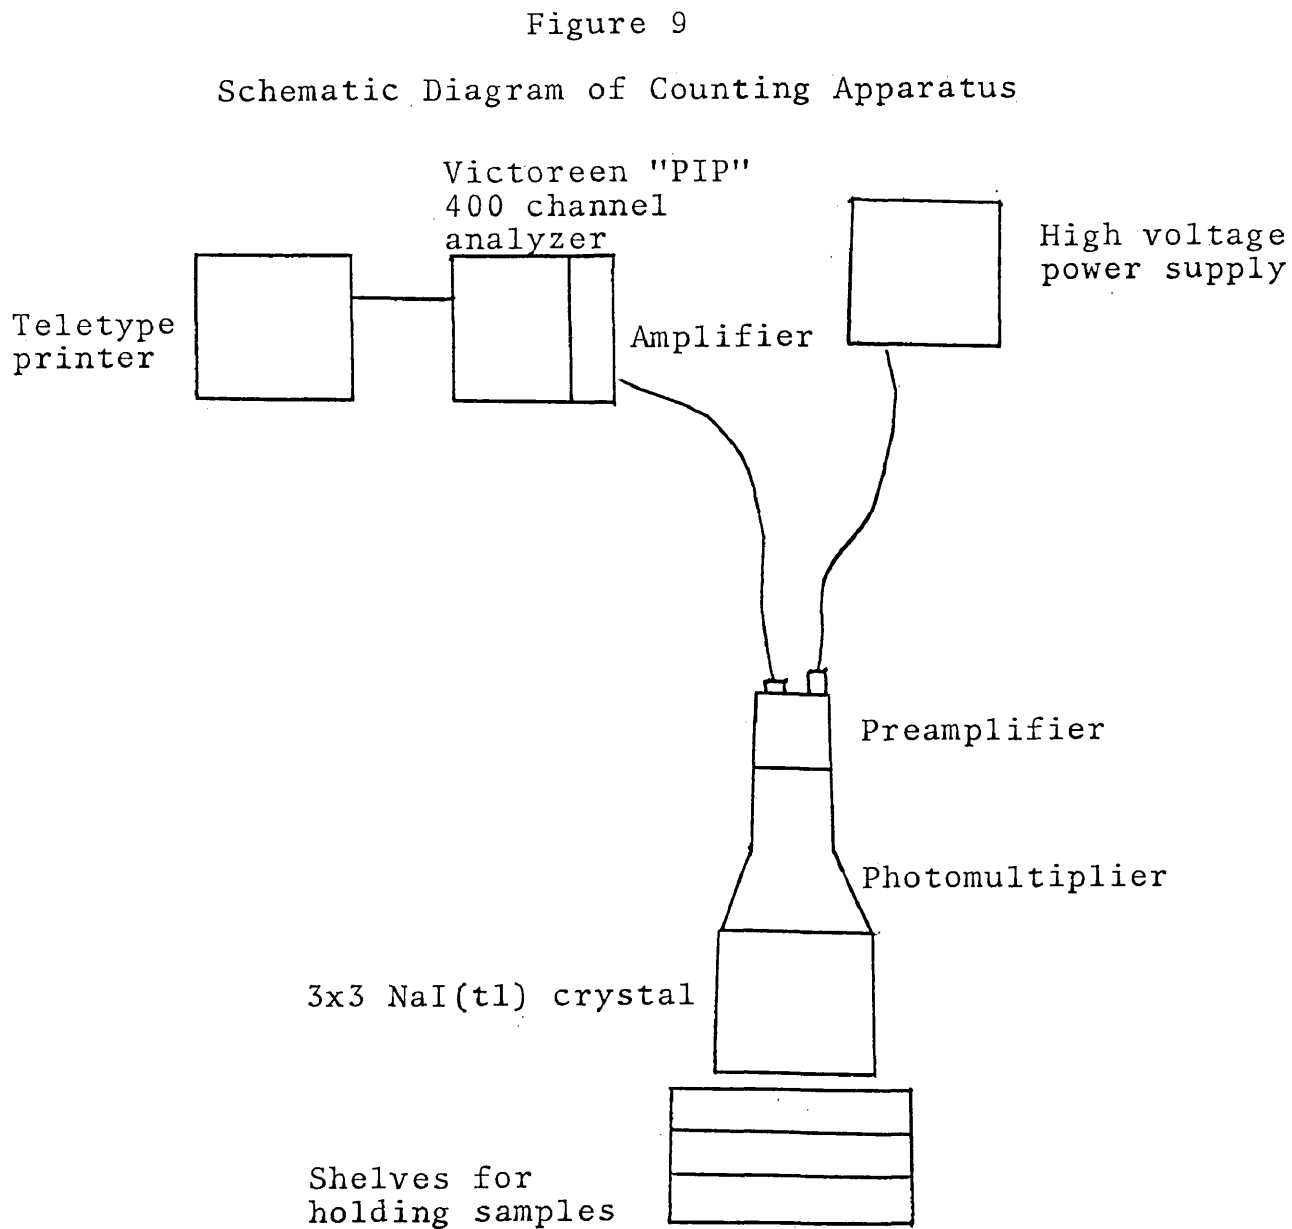 Figure 9
Schematic Diagram of Counting Apparatus
Victoreen "PIP"
400 channel
analyzer
High voltage
power supply
Teletype
printer
Amplifier
Preamplifier
Photomultiplier
3x3 NaI(tl) crystal
Shelves for
holding samples